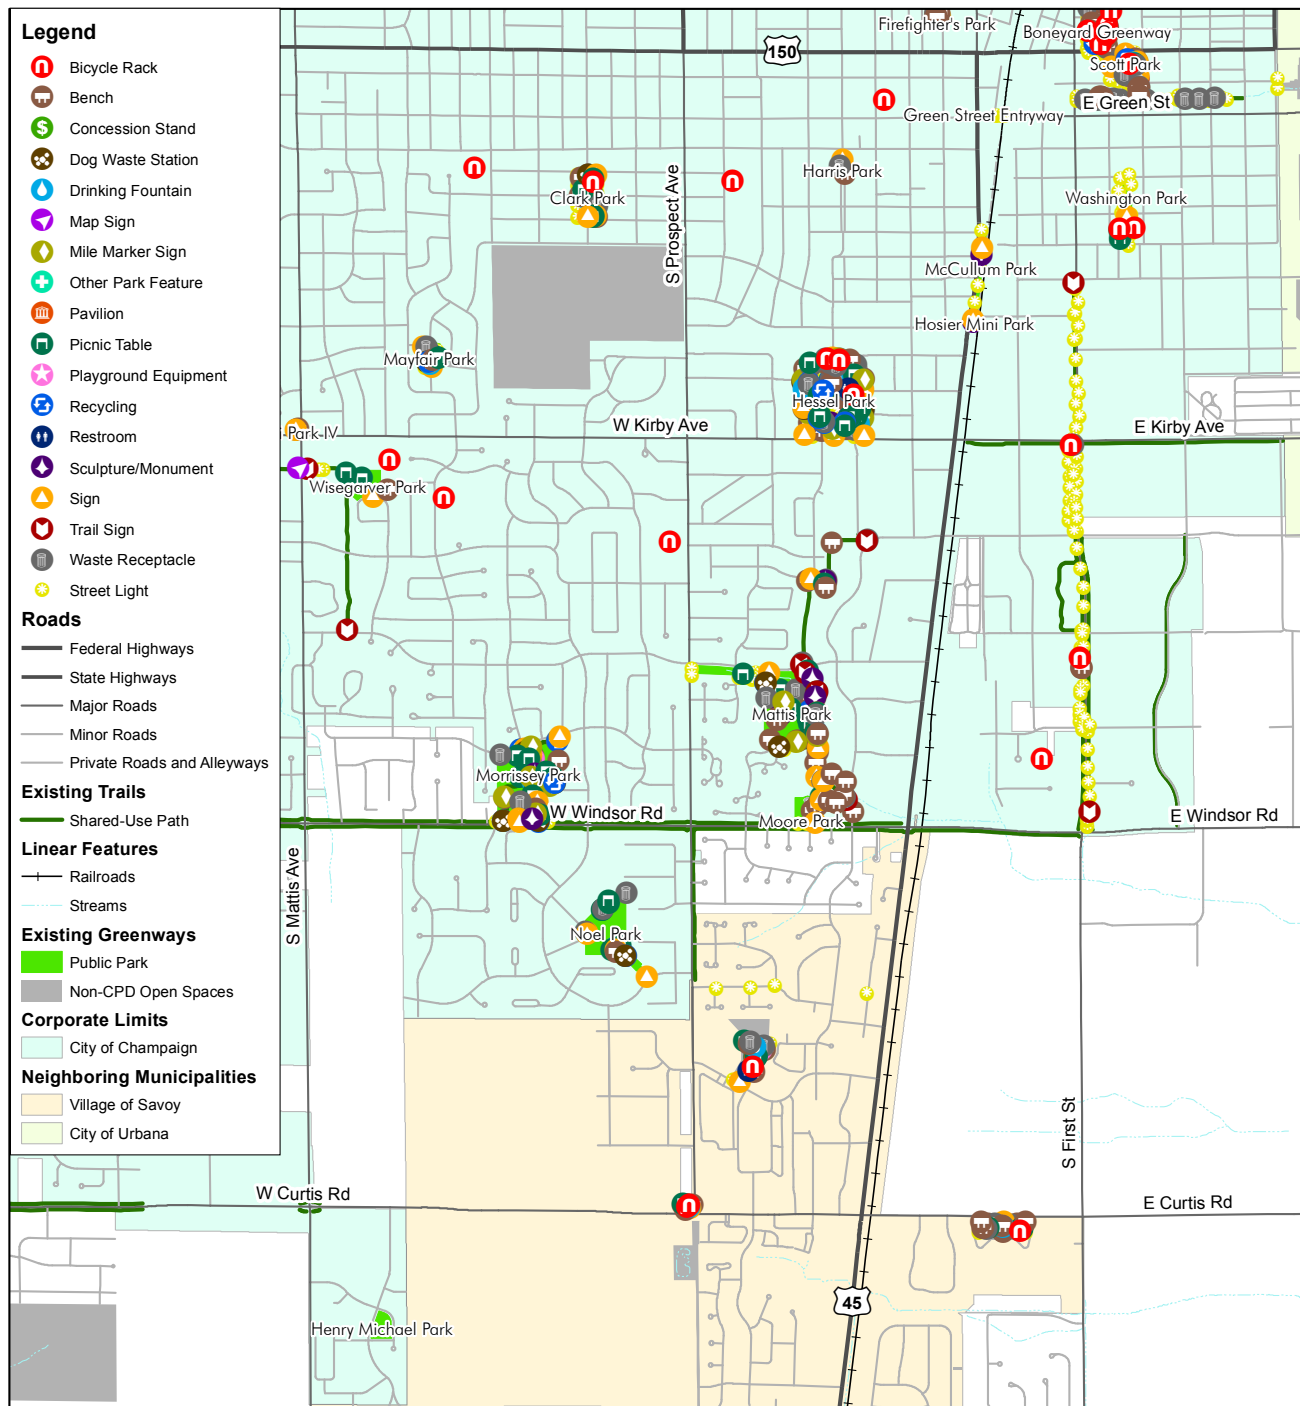 Legend
Bicycle Rack
Bench
Concession Stand
Dog Waste Station
Drinking Fountain
Map Sign
Mile Marker Sign
Other Park Feature
Pavilion
Picnic Table
Playground Equipment
Recycling
Restroom
Sculpture/Monument
Sign
Trail Sign
Waste Receptacle
Street Light
Roads
Federal Highways
State Highways
Major Roads
Minor Roads
Private Roads and Alleyways
Existing Trails
Shared-Use Path
Linear Features
Railroads
Streams
Existing Greenways
Public Park
Non-CPD Open Spaces
Corporate Limits
City of Champaign
Neighboring Municipalities
Village of Savoy
City of Urbana
Firefighter's Park
Boneyard Greenway
150
Scott Park
E Green St
Green Street Entryway
Harris Park
Clark Park
Washington Park
S Prospect Ave
McCullum Park
Hosier Mini Park
Mayfair Park
Hessel Park
W Kirby Ave
E Kirby Ave
Park IV
Wisegarver Park
Mattis Park
Morrissey Park
W Windsor Rd
Moore Park
E Windsor Rd
S Mattis Ave
Noel Park
S First St
W Curtis Rd
E Curtis Rd
45
Henry Michael Park